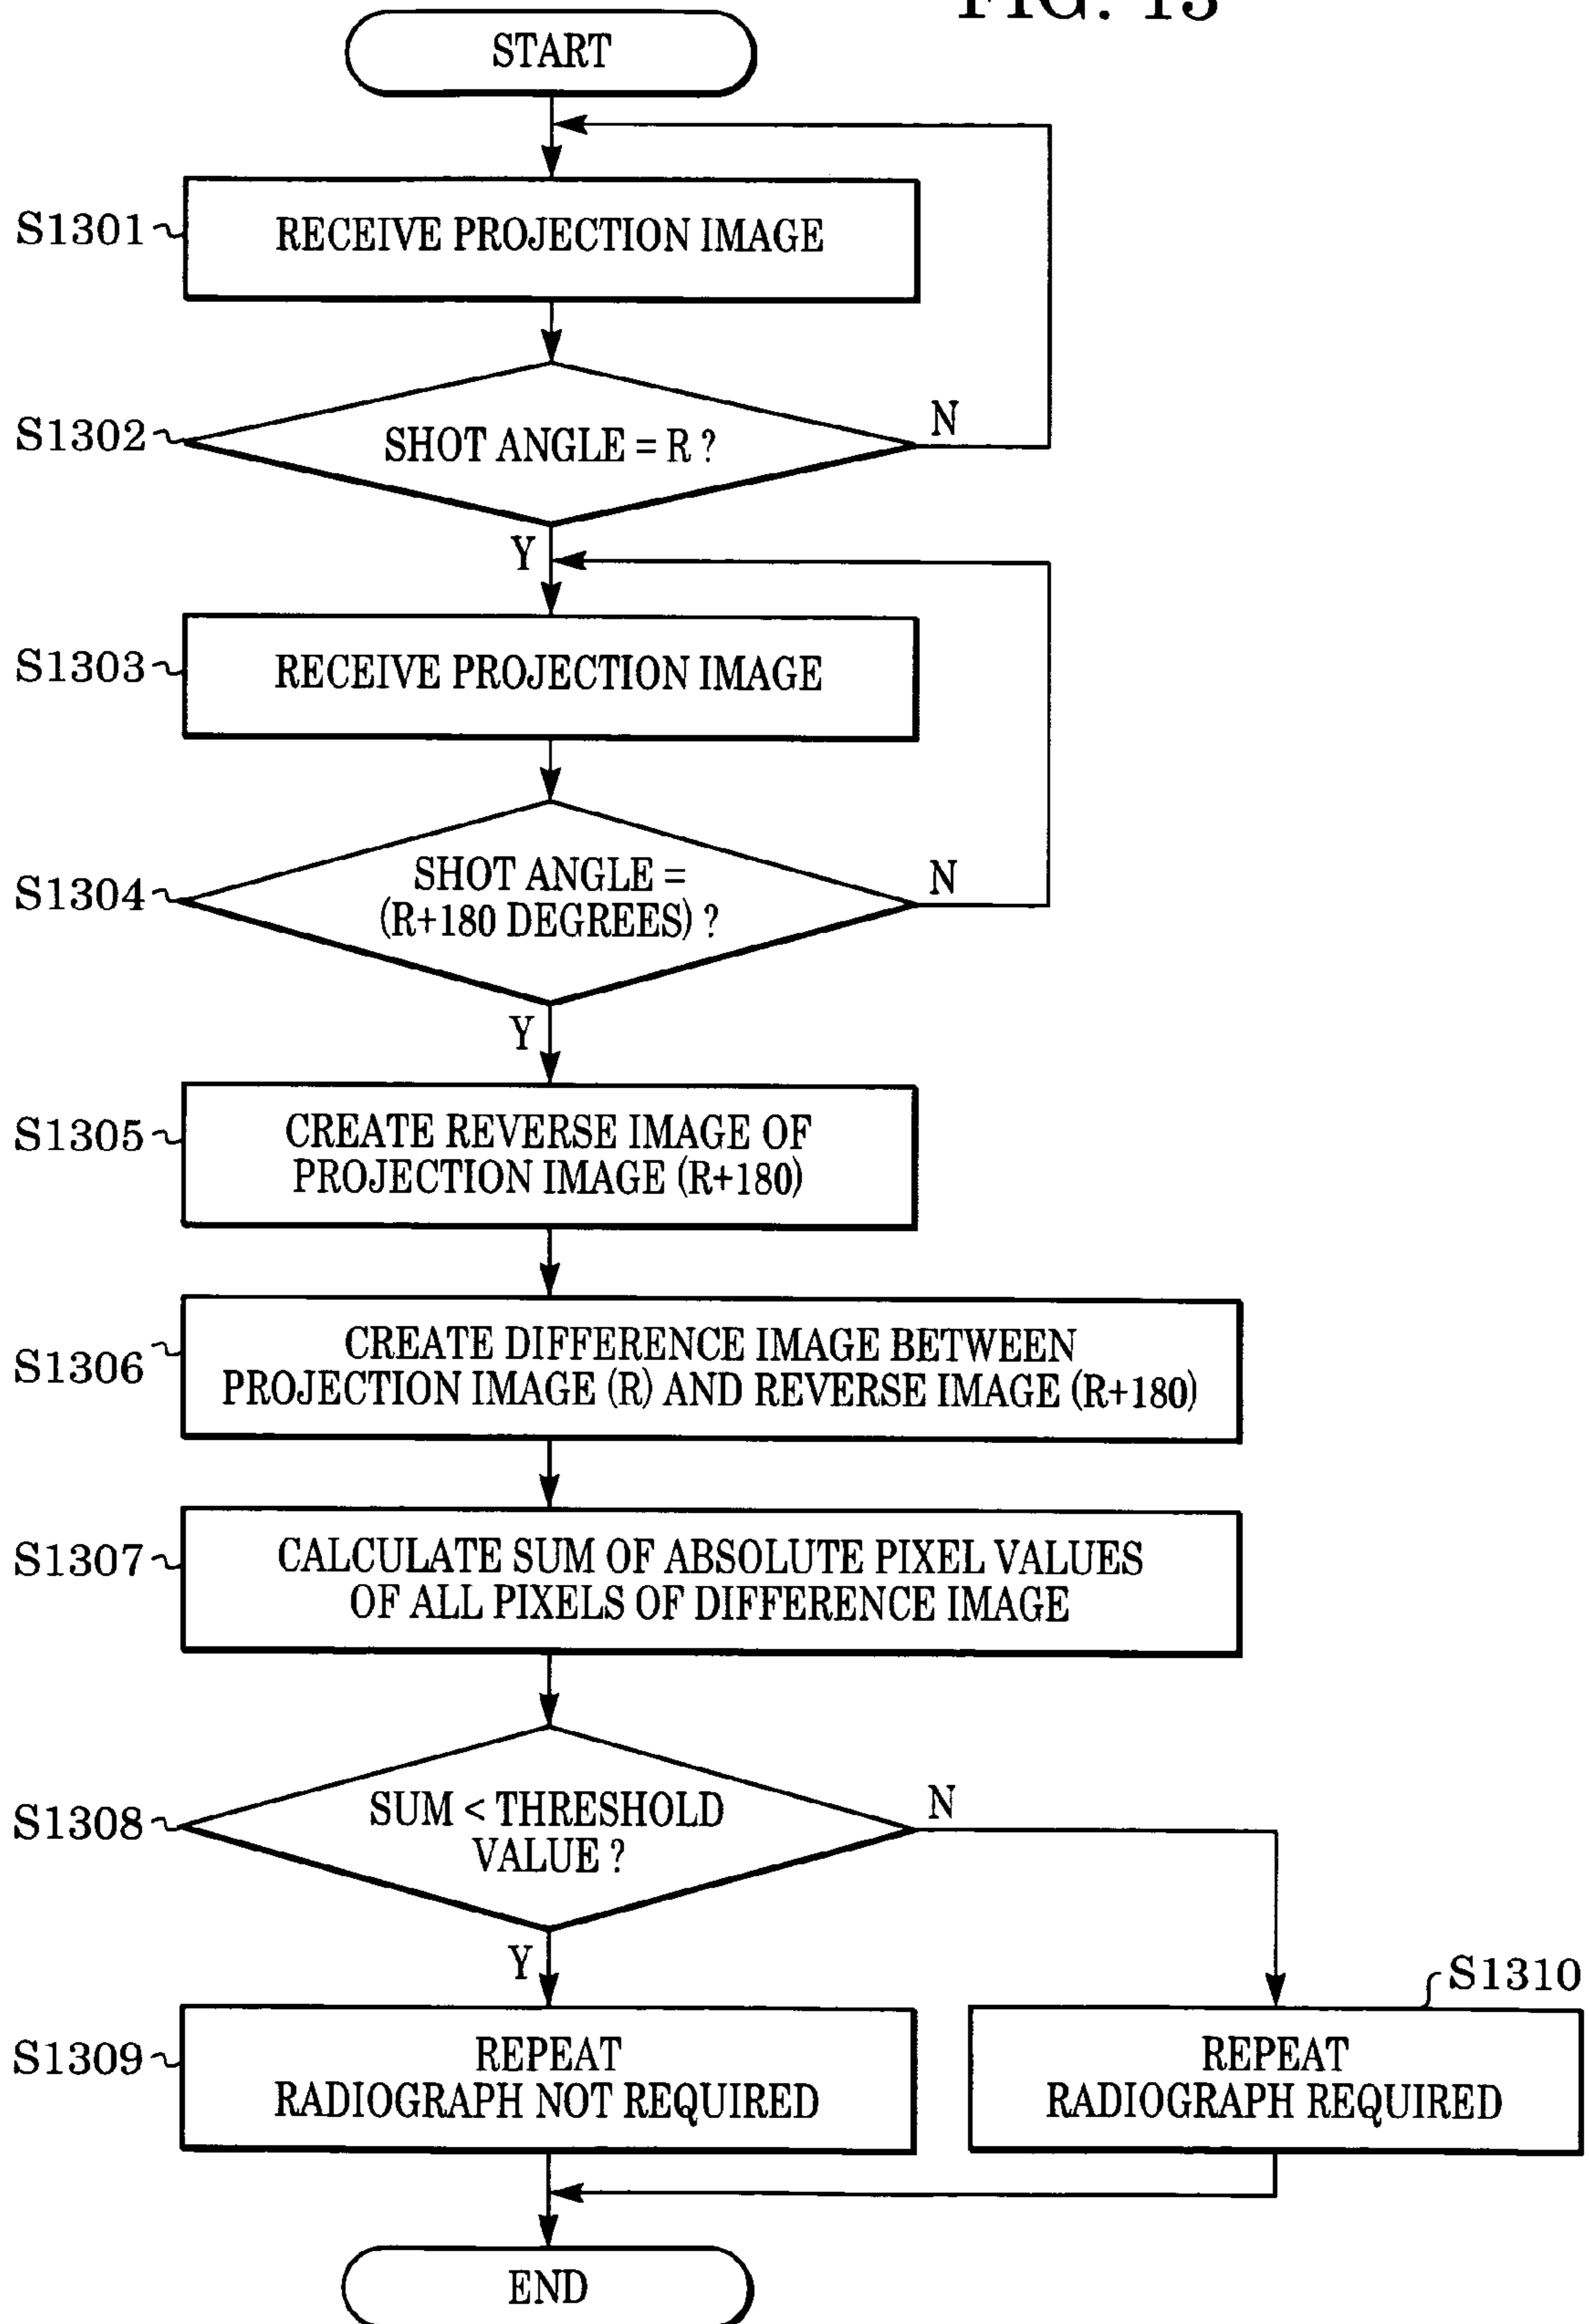 FIG. 13
START
S1301
RECEIVE PROJECTION IMAGE
S1302
SHOT ANGLE = R ?
N
Y
S1303
RECEIVE PROJECTION IMAGE
S1304
SHOT ANGLE =
(R+180 DEGREES) ?
N
Y
S1305
CREATE REVERSE IMAGE OF
PROJECTION IMAGE (R+180)
S1306
CREATE DIFFERENCE IMAGE BETWEEN
PROJECTION IMAGE (R) AND REVERSE IMAGE (R+180)
S1307
CALCULATE SUM OF ABSOLUTE PIXEL VALUES
OF ALL PIXELS OF DIFFERENCE IMAGE
S1308
SUM < THRESHOLD
VALUE ?
N
Y
S1309
REPEAT
RADIOGRAPH NOT REQUIRED
S1310
REPEAT
RADIOGRAPH REQUIRED
END